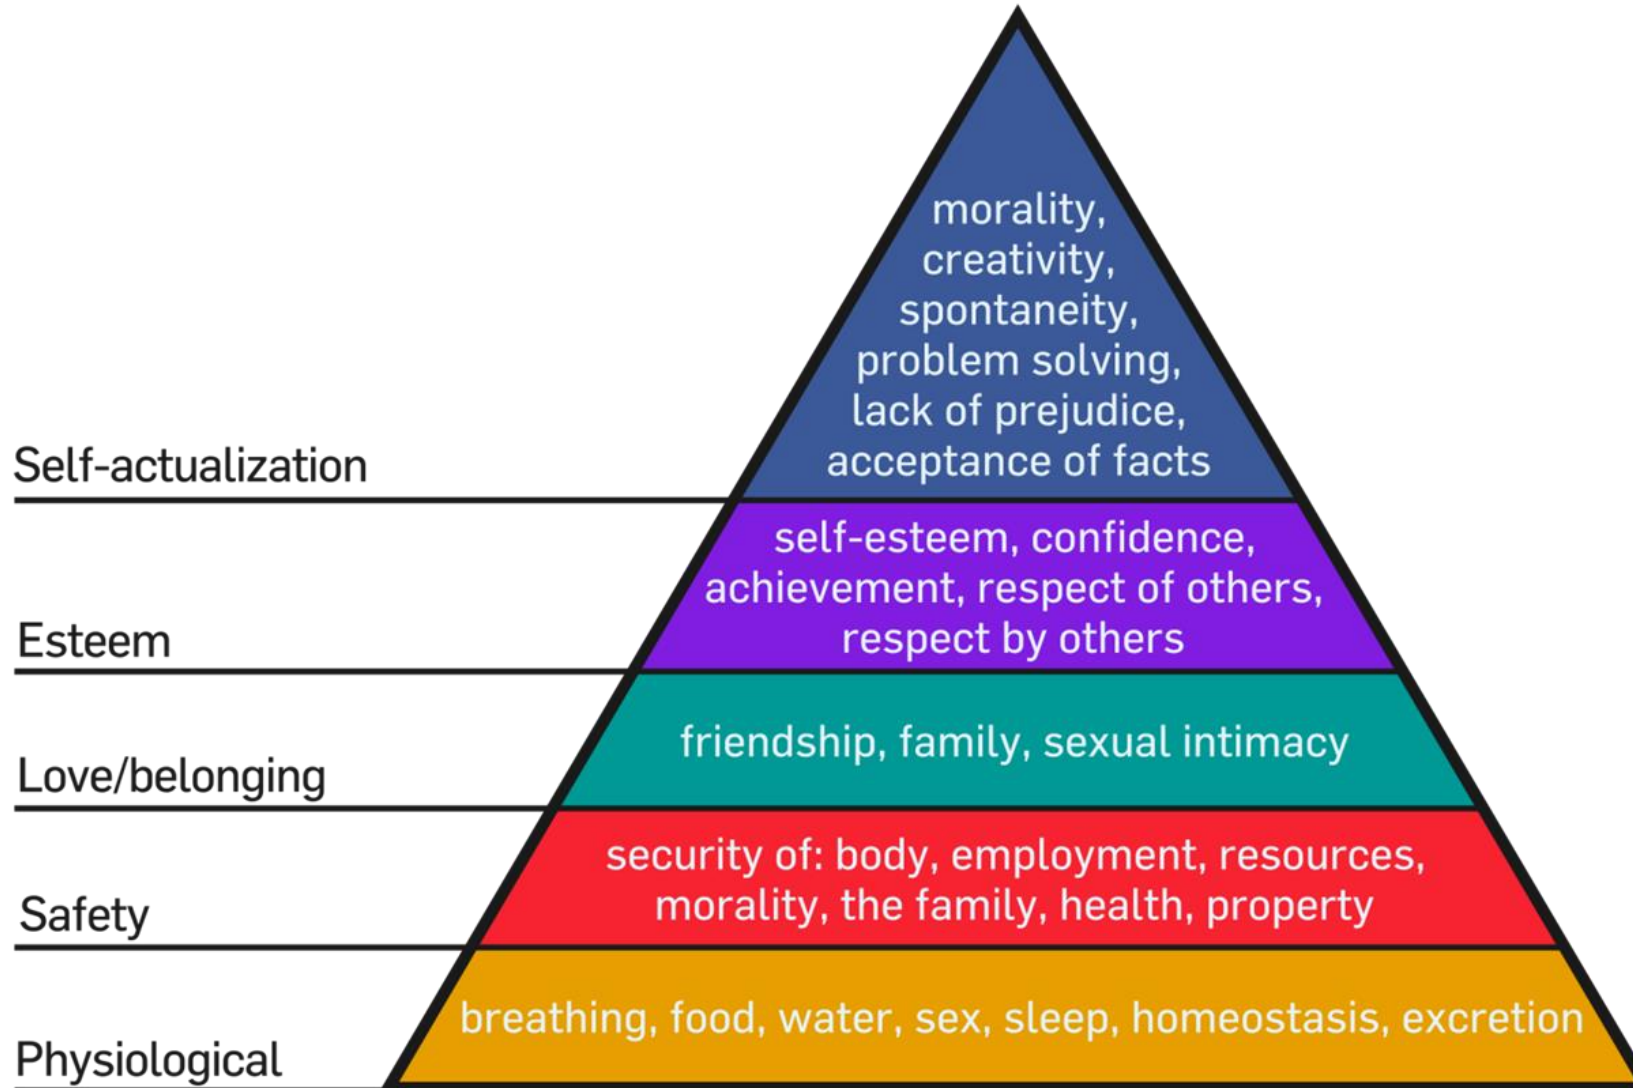 morality,
creativity,
spontaneity,
problem solving,
lack of prejudice,
acceptance of facts
Self-actualization
self-esteem, confidence,
achievement, respect of others,
respect by others
Esteem
friendship, family, sexual intimacy
Love/belonging
security of: body, employment, resources,
morality, the family, health, property
Safety
breathing, food, water, sex, sleep, homeostasis, excretion
Physiological